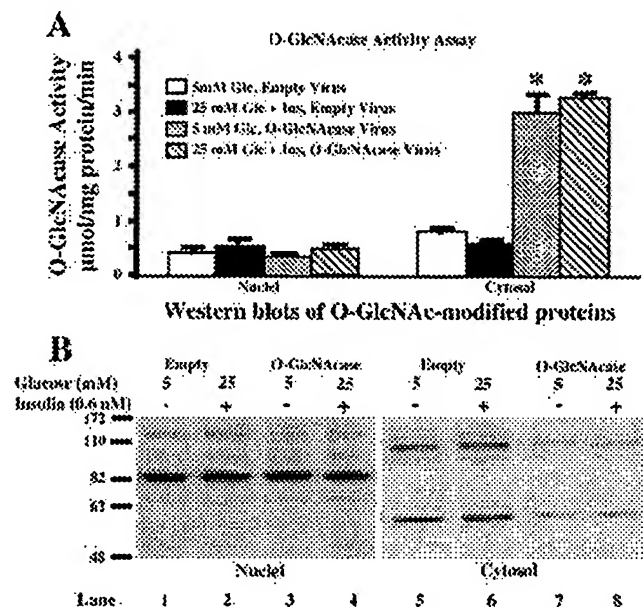 A
O-GlcNAcase Activity Assay
O-GlcNAcase Activity
μmol/mg protein/min
4
3
2
1
0
5mM Glc, Empty Virus
25 mM Glc + Ins, Empty Virus
5 mM Glc, O-GlcNAcase Virus
25 mM Glc + Ins, O-GlcNAcase Virus
* *
Nuclei Cytosol
Western blots of O-GlcNAc-modified proteins
B
Empty O-GlcNAcase Empty O-GlcNAcase
Glucose (mM) 5 25 5 25 5 25 5 25
Insulin (0.6 nM) - + - + - + - +
172
110
82
63
48
Nuclei Cytosol
Lane 1 2 3 4 5 6 7 8